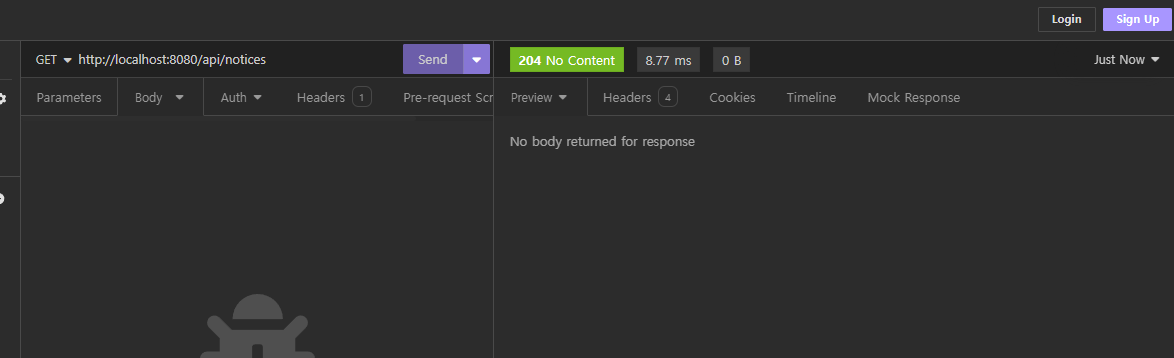 Login Sign Up
GET http://localhost:8080/api/notices Send 204 No Content 8.77 ms 0 B Just Now
Parameters Body Auth Headers 1 Pre-request Scr Preview Headers 4 Cookies Timeline Mock Response
No body returned for response